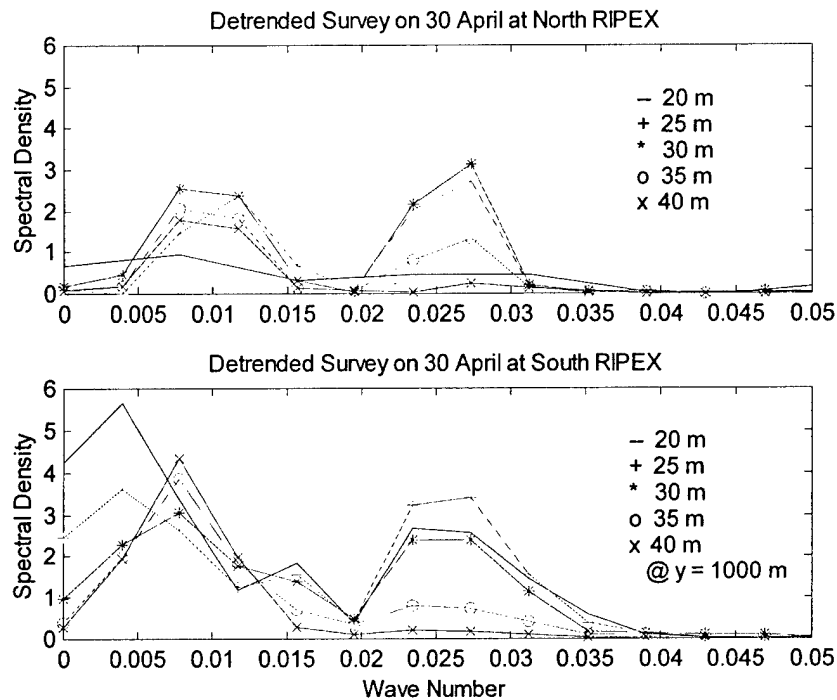 Detrended Survey on 30 April at North RIPEX
6
5
4
3
2
1
0
Spectral Density
– 20 m
+ 25 m
* 30 m
o 35 m
x 40 m
0 0.005 0.01 0.015 0.02 0.025 0.03 0.035 0.04 0.045 0.05
Detrended Survey on 30 April at South RIPEX
6
5
4
3
2
1
0
Spectral Density
– 20 m
+ 25 m
* 30 m
o 35 m
x 40 m
@ y = 1000 m
0 0.005 0.01 0.015 0.02 0.025 0.03 0.035 0.04 0.045 0.05
Wave Number